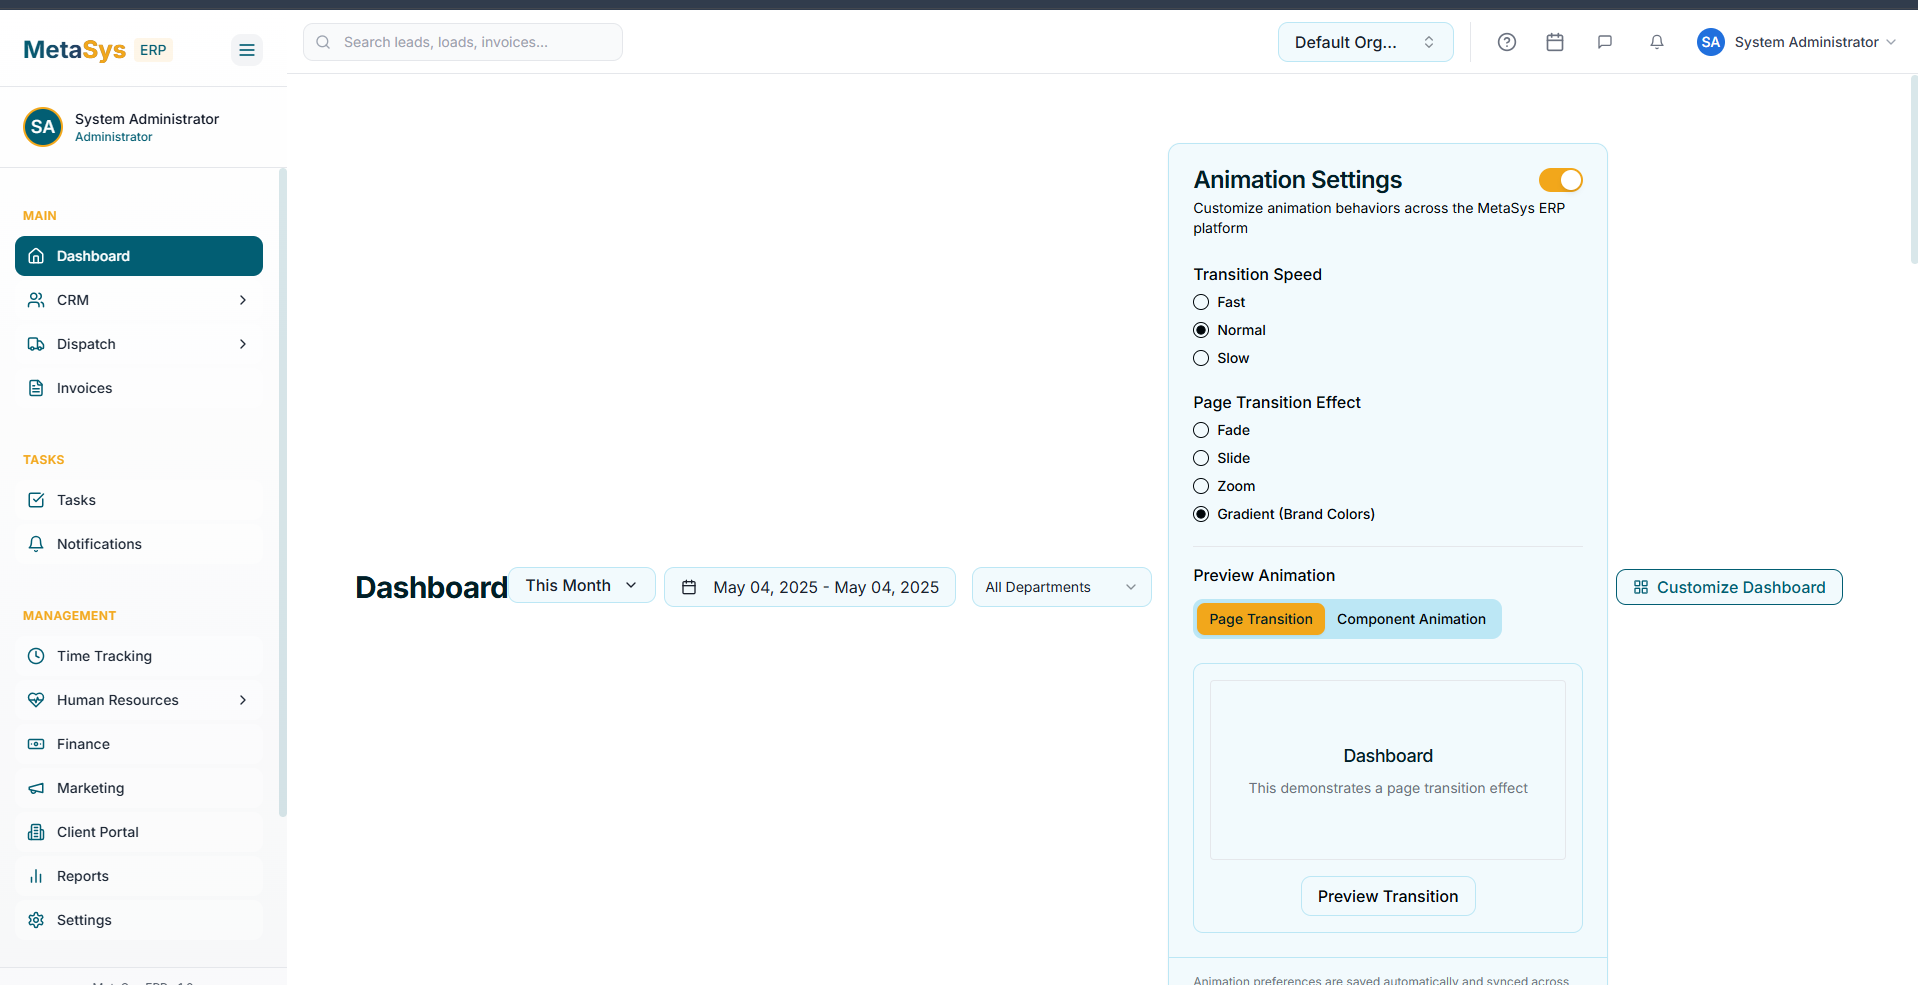 MetaSys ERP
Search leads, loads, invoices...
Default Org...
SA
System Administrator
SA
System Administrator
Administrator
MAIN
Dashboard
CRM
Dispatch
Invoices
TASKS
Tasks
Notifications
MANAGEMENT
Time Tracking
Human Resources
Finance
Marketing
Client Portal
Reports
Settings
Dashboard
This Month
May 04, 2025 - May 04, 2025
All Departments
Animation Settings
Customize animation behaviors across the MetaSys ERP
platform
Transition Speed
Fast
Normal
Slow
Page Transition Effect
Fade
Slide
Zoom
Gradient (Brand Colors)
Preview Animation
Page Transition
Component Animation
Dashboard
This demonstrates a page transition effect
Preview Transition
Animation preferences are saved automatically and synced across
Customize Dashboard